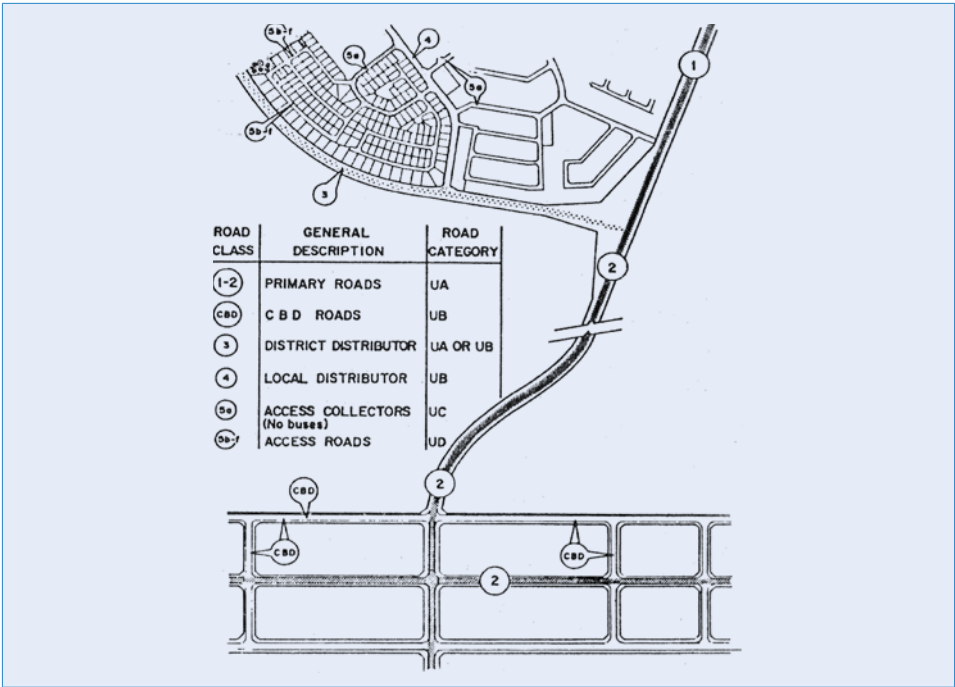 5b-f
4
5a
1
5a
5b-f
3
ROAD CLASS GENERAL DESCRIPTION ROAD CATEGORY
1-2 PRIMARY ROADS UA
CBD C B D ROADS UB
3 DISTRICT DISTRIBUTOR UA OR UB
4 LOCAL DISTRIBUTOR UB
5a ACCESS COLLECTORS UC
(No buses)
5b-f ACCESS ROADS UD
2
2
CBD
CBD
CBD
2